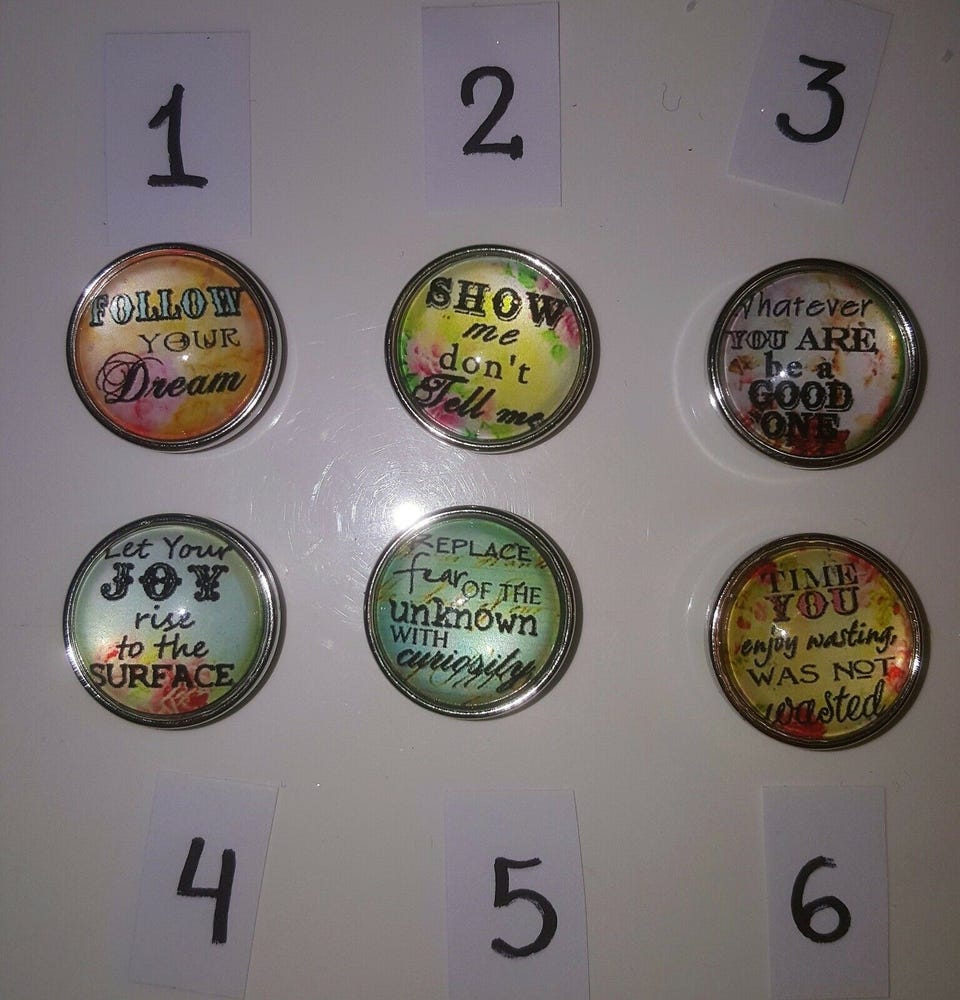 1
2
3
FOLLOW
YOUR
Dream
SHOW
me
don't
Tell me
Whatever
YOU ARE
be a
GOOD
ONE
Let Your
JOY
rise
to the
SURFACE
REPLACE
fear OF THE
unknown
WITH
curiosity
TIME
YOU
enjoy wasting,
WAS NOT
wasted
4
5
6